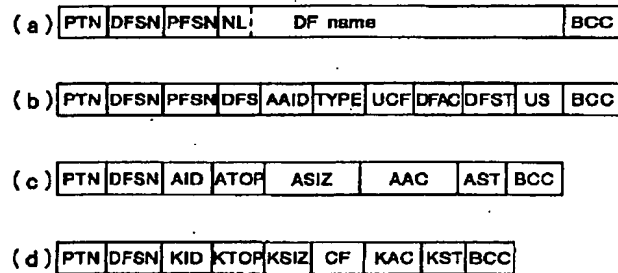 (a) PTN DFSN PFSN NL DF name BCC
(b) PTN DFSN PFSN DFS AAID TYPE UCF DFAC DFST US BCC
(c) PTN DFSN AID ATOP ASIZ AAC AST BCC
(d) PTN DFSN KID KTOP KSIZ CF KAC KST BCC